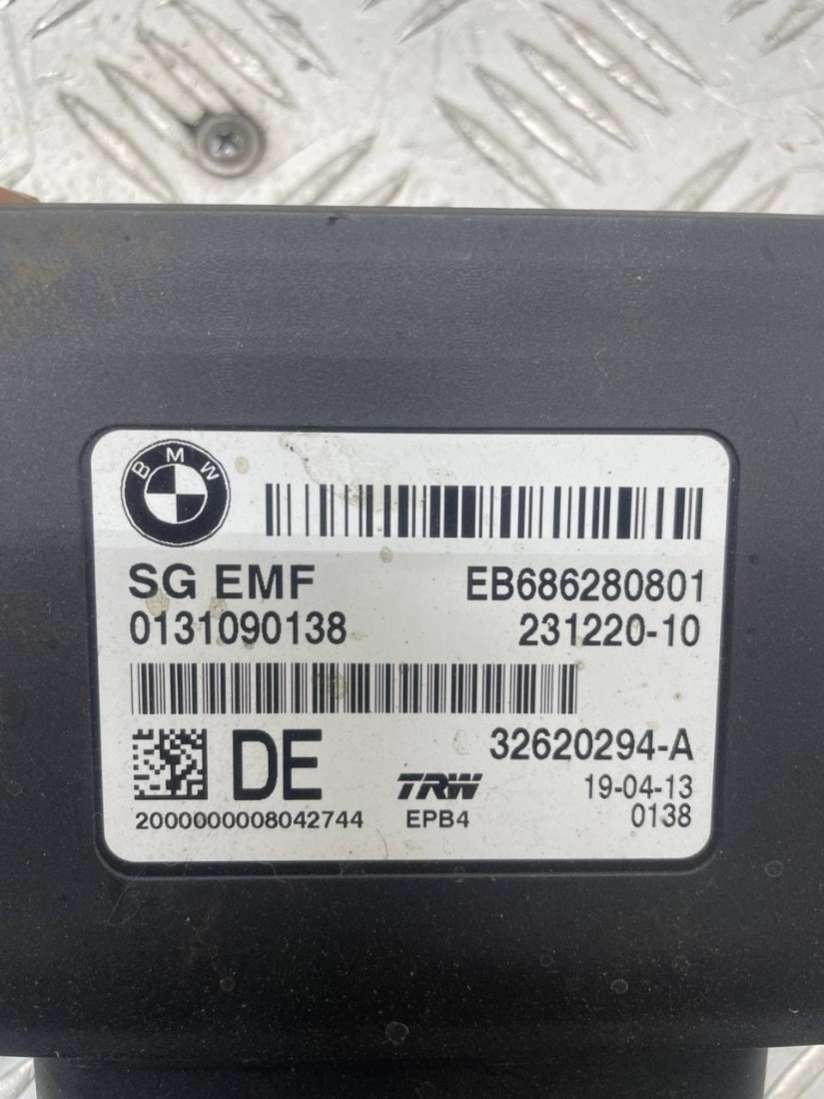 BMW
SG EMF EB686280801
0131090138 231220-10
DE 32620294-A
TRW 19-04-13
2000000008042744 EPB4 0138